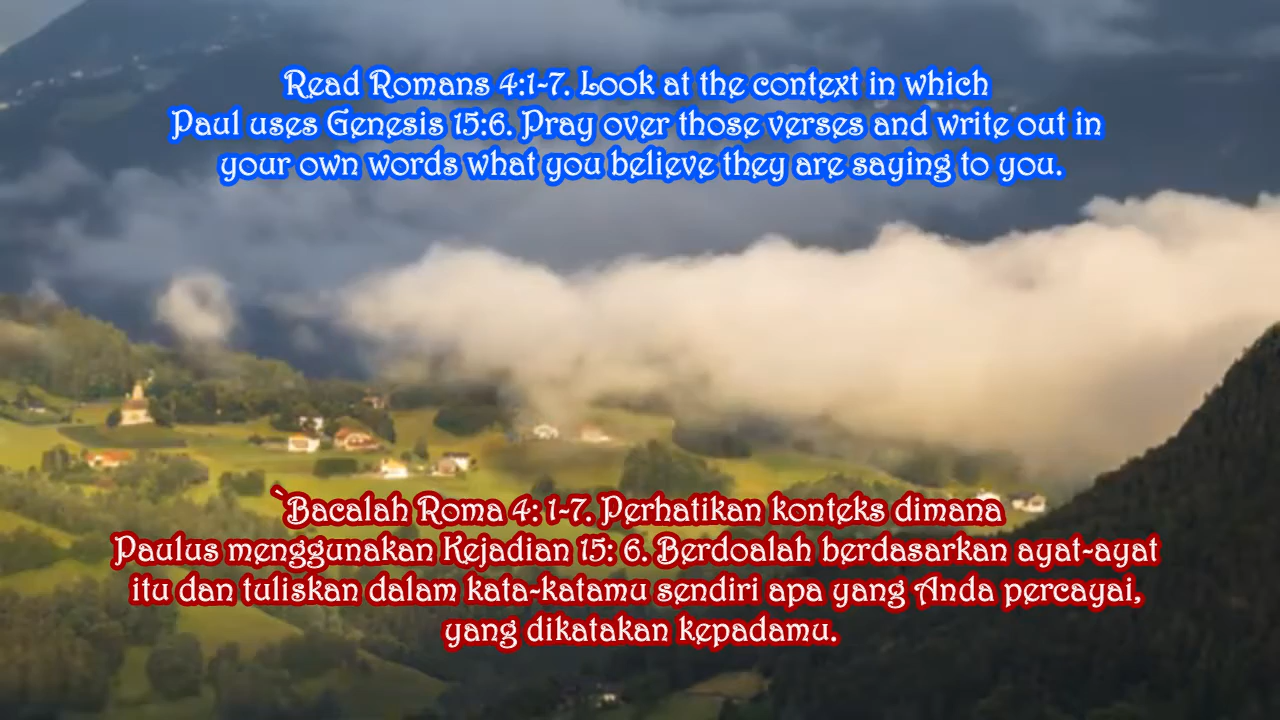 Read Romans 4:1-7. Look at the context in which
Paul uses Genesis 15:6. Pray over those verses and write out in
your own words what you believe they are saying to you.
`Bacalah Roma 4: 1-7. Perhatikan konteks dimana
Paulus menggunakan Kejadian 15: 6. Berdoalah berdasarkan ayat-ayat
itu dan tuliskan dalam kata-katamu sendiri apa yang Anda percayai,
yang dikatakan kepadamu.